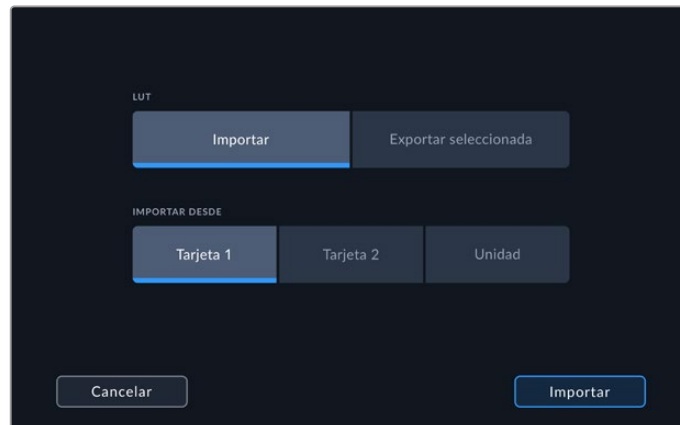 LUT
Importar Exportar seleccionada
IMPORTAR DESDE
Tarjeta 1 Tarjeta 2 Unidad
Cancelar Importar